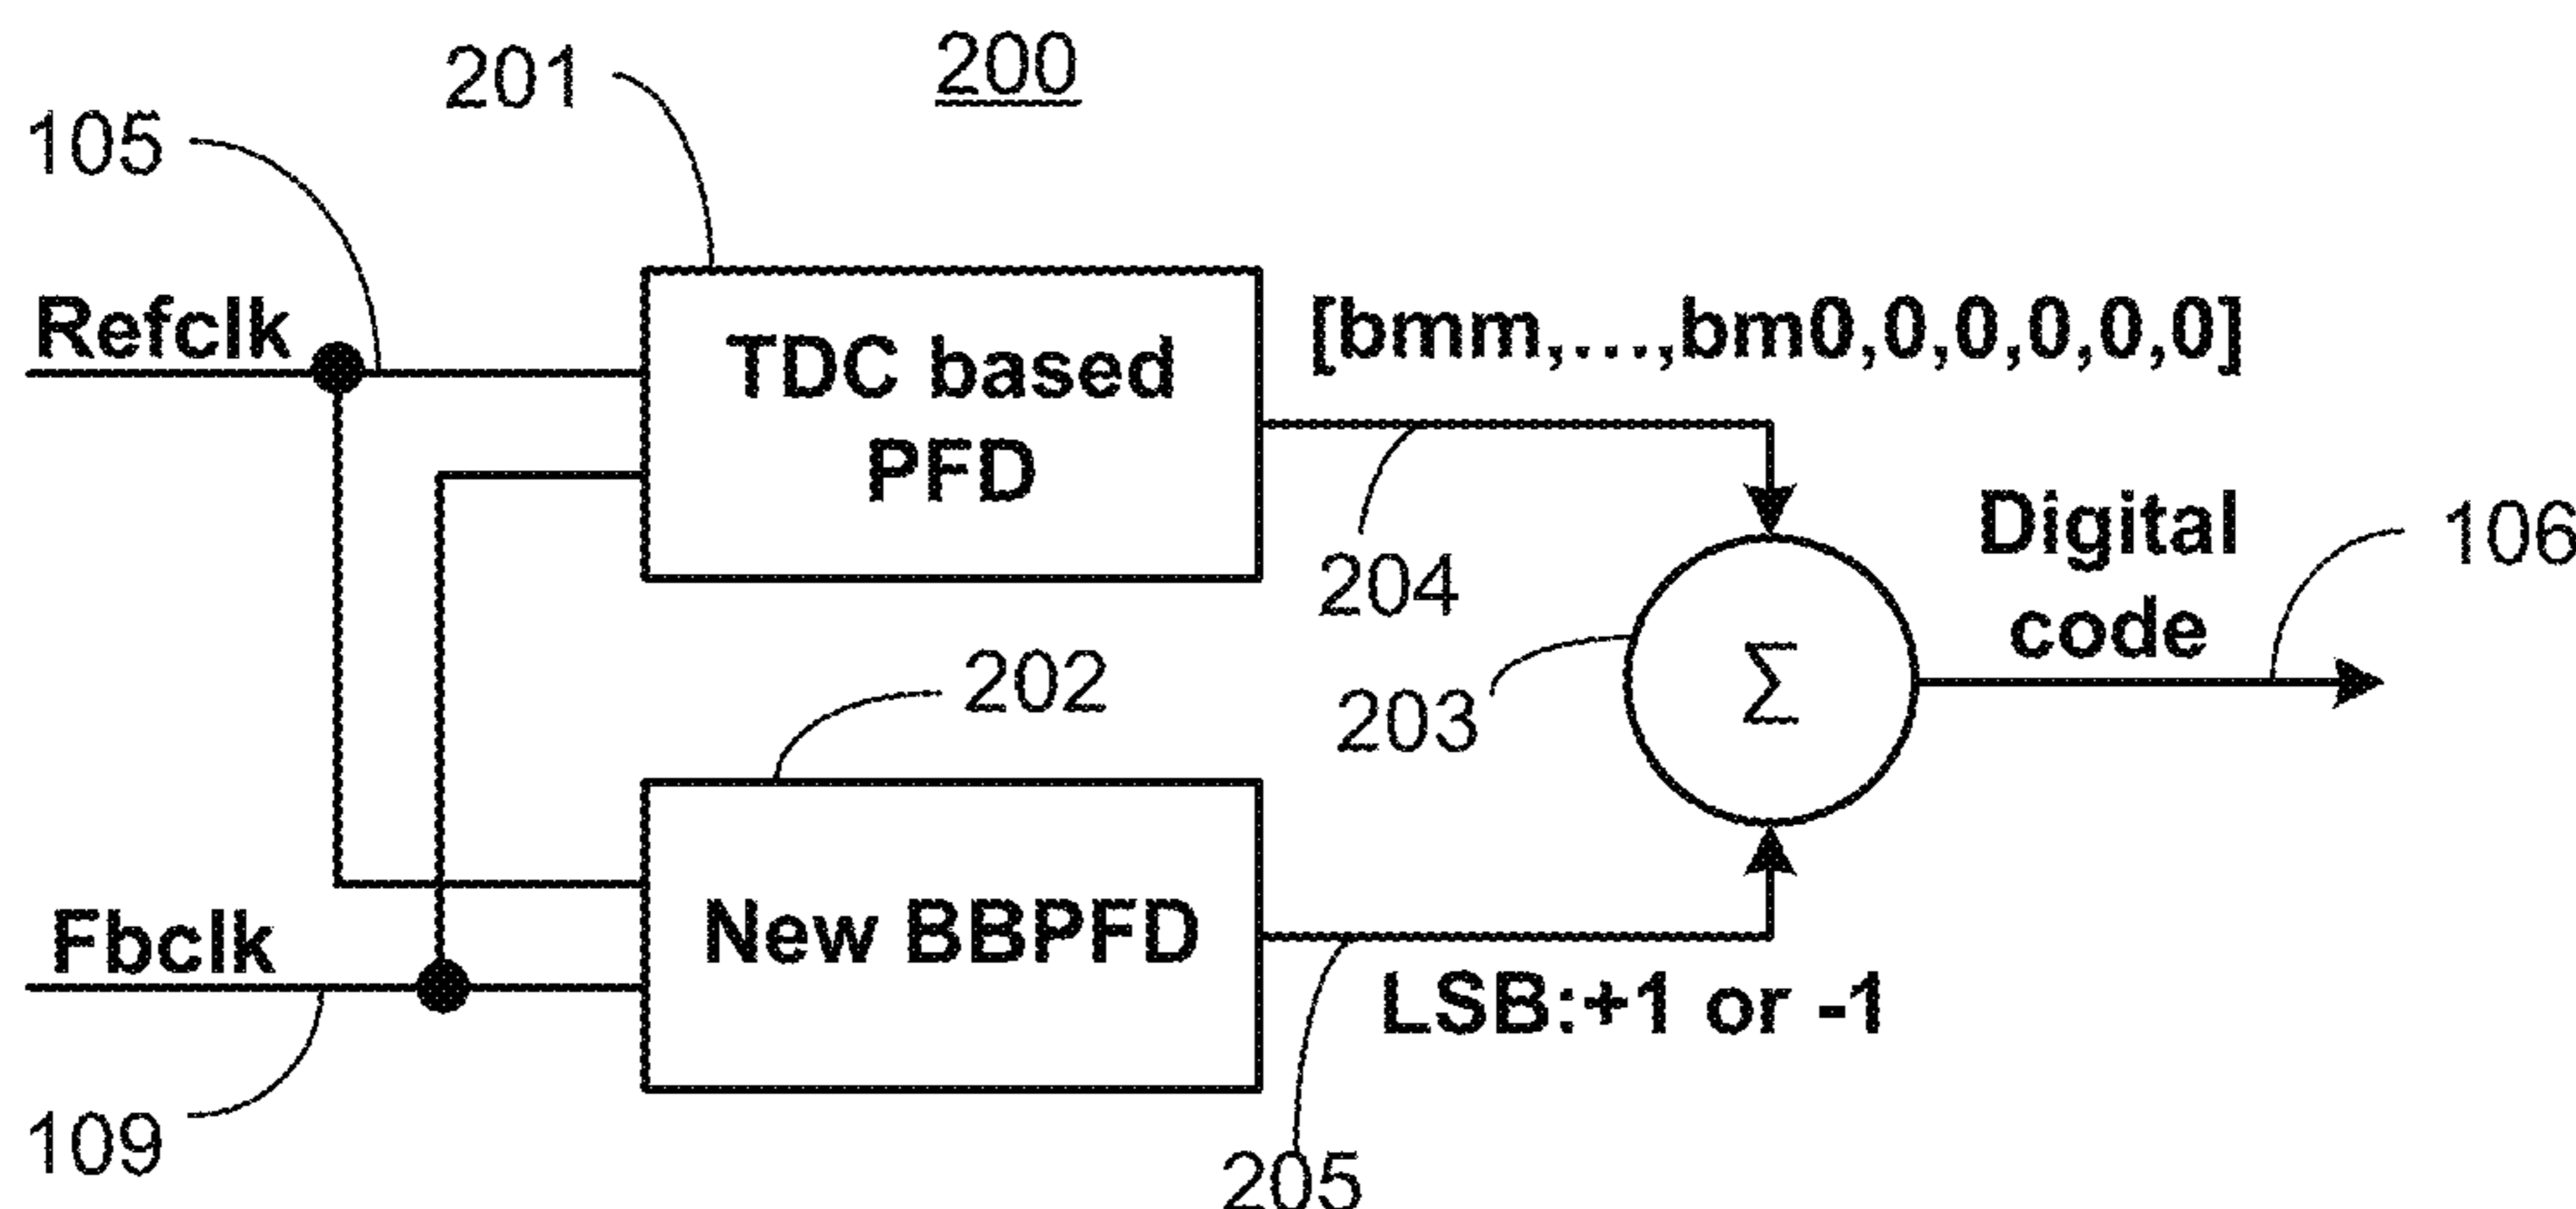 200
201
105
Refclk
TDC based
PFD
[bmm,...,bm0,0,0,0,0,0]
204
Digital
code
106
203
Σ
202
New BBPFD
Fbclk
LSB:+1 or -1
109
205